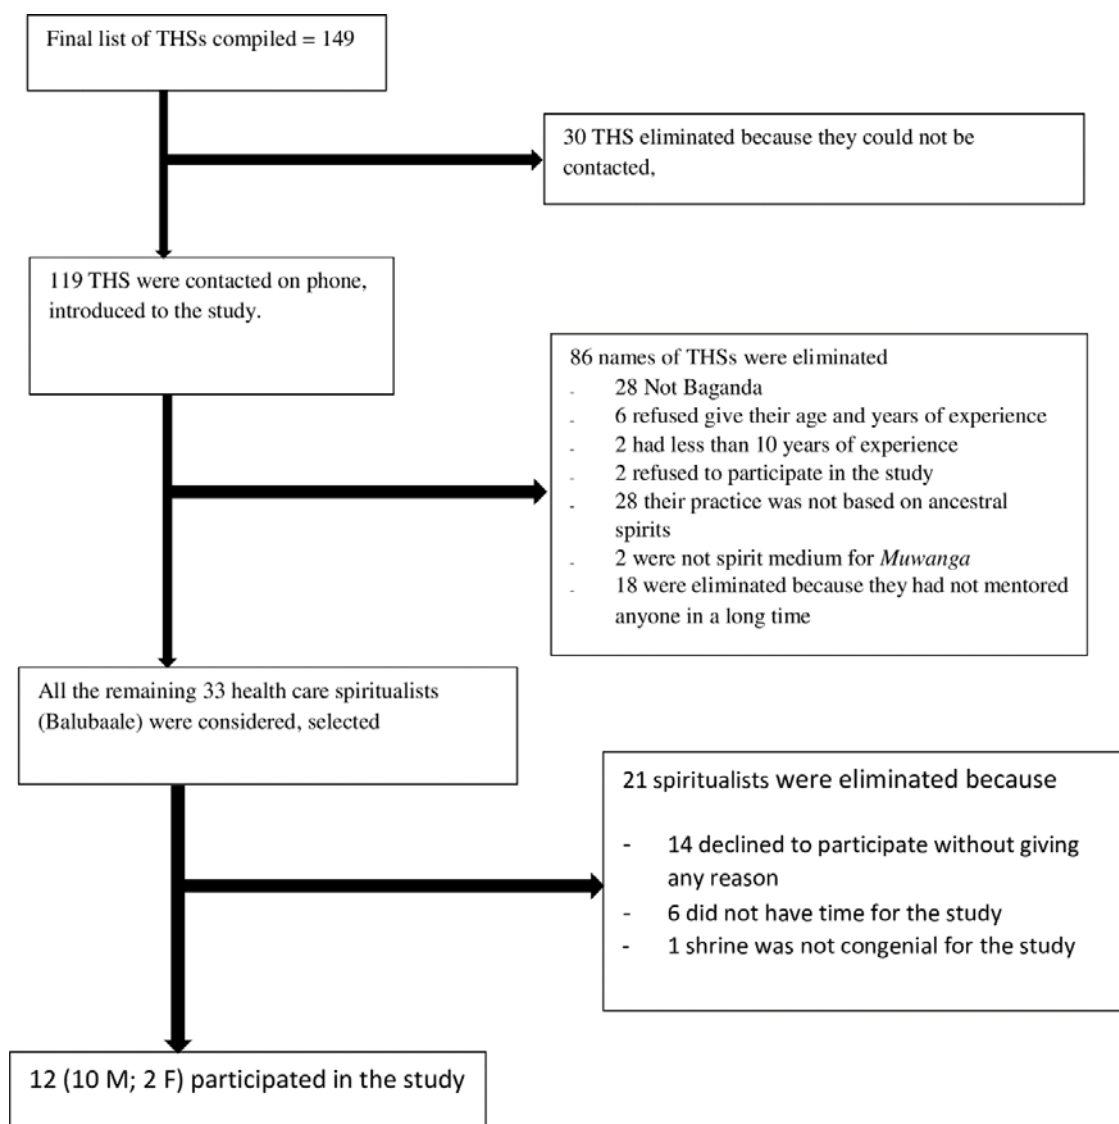 Final list of THSs compiled = 149
30 THS eliminated because they could not be
contacted,
119 THS were contacted on phone,
introduced to the study.
86 names of THSs were eliminated
- 28 Not Baganda
- 6 refused give their age and years of experience
- 2 had less than 10 years of experience
- 2 refused to participate in the study
- 28 their practice was not based on ancestral
spirits
- 2 were not spirit medium for Muwanga
- 18 were eliminated because they had not mentored
anyone in a long time
All the remaining 33 health care spiritualists
(Balubaale) were considered, selected
21 spiritualists were eliminated because
- 14 declined to participate without giving
any reason
- 6 did not have time for the study
- 1 shrine was not congenial for the study
12 (10 M; 2 F) participated in the study